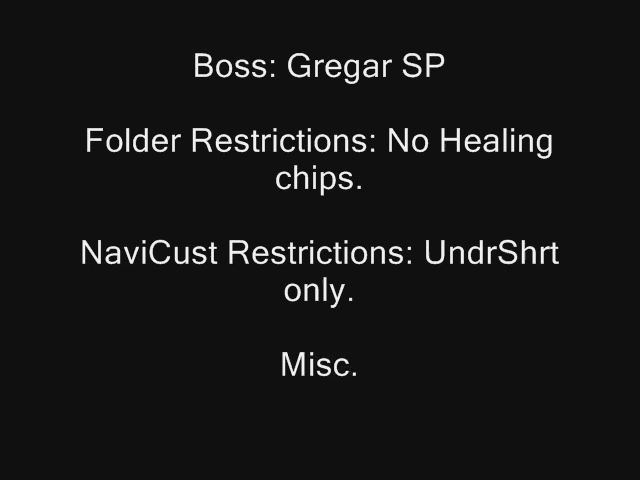 Boss: Gregar SP
Folder Restrictions: No Healing
chips.
NaviCust Restrictions: UndrShrt
only.
Misc.